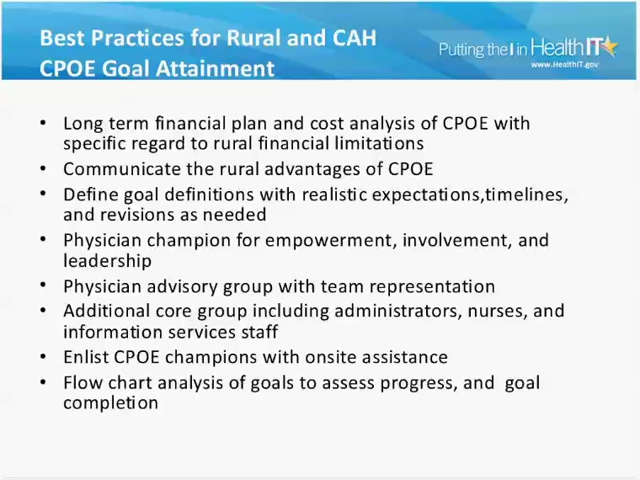 Best Practices for Rural and CAH
CPOE Goal Attainment
Putting the I in HealthIT
www.HealthIT.gov
• Long term financial plan and cost analysis of CPOE with
specific regard to rural financial limitations
• Communicate the rural advantages of CPOE
• Define goal definitions with realistic expectations,timelines,
and revisions as needed
• Physician champion for empowerment, involvement, and
leadership
• Physician advisory group with team representation
• Additional core group including administrators, nurses, and
information services staff
• Enlist CPOE champions with onsite assistance
• Flow chart analysis of goals to assess progress, and  goal
completion